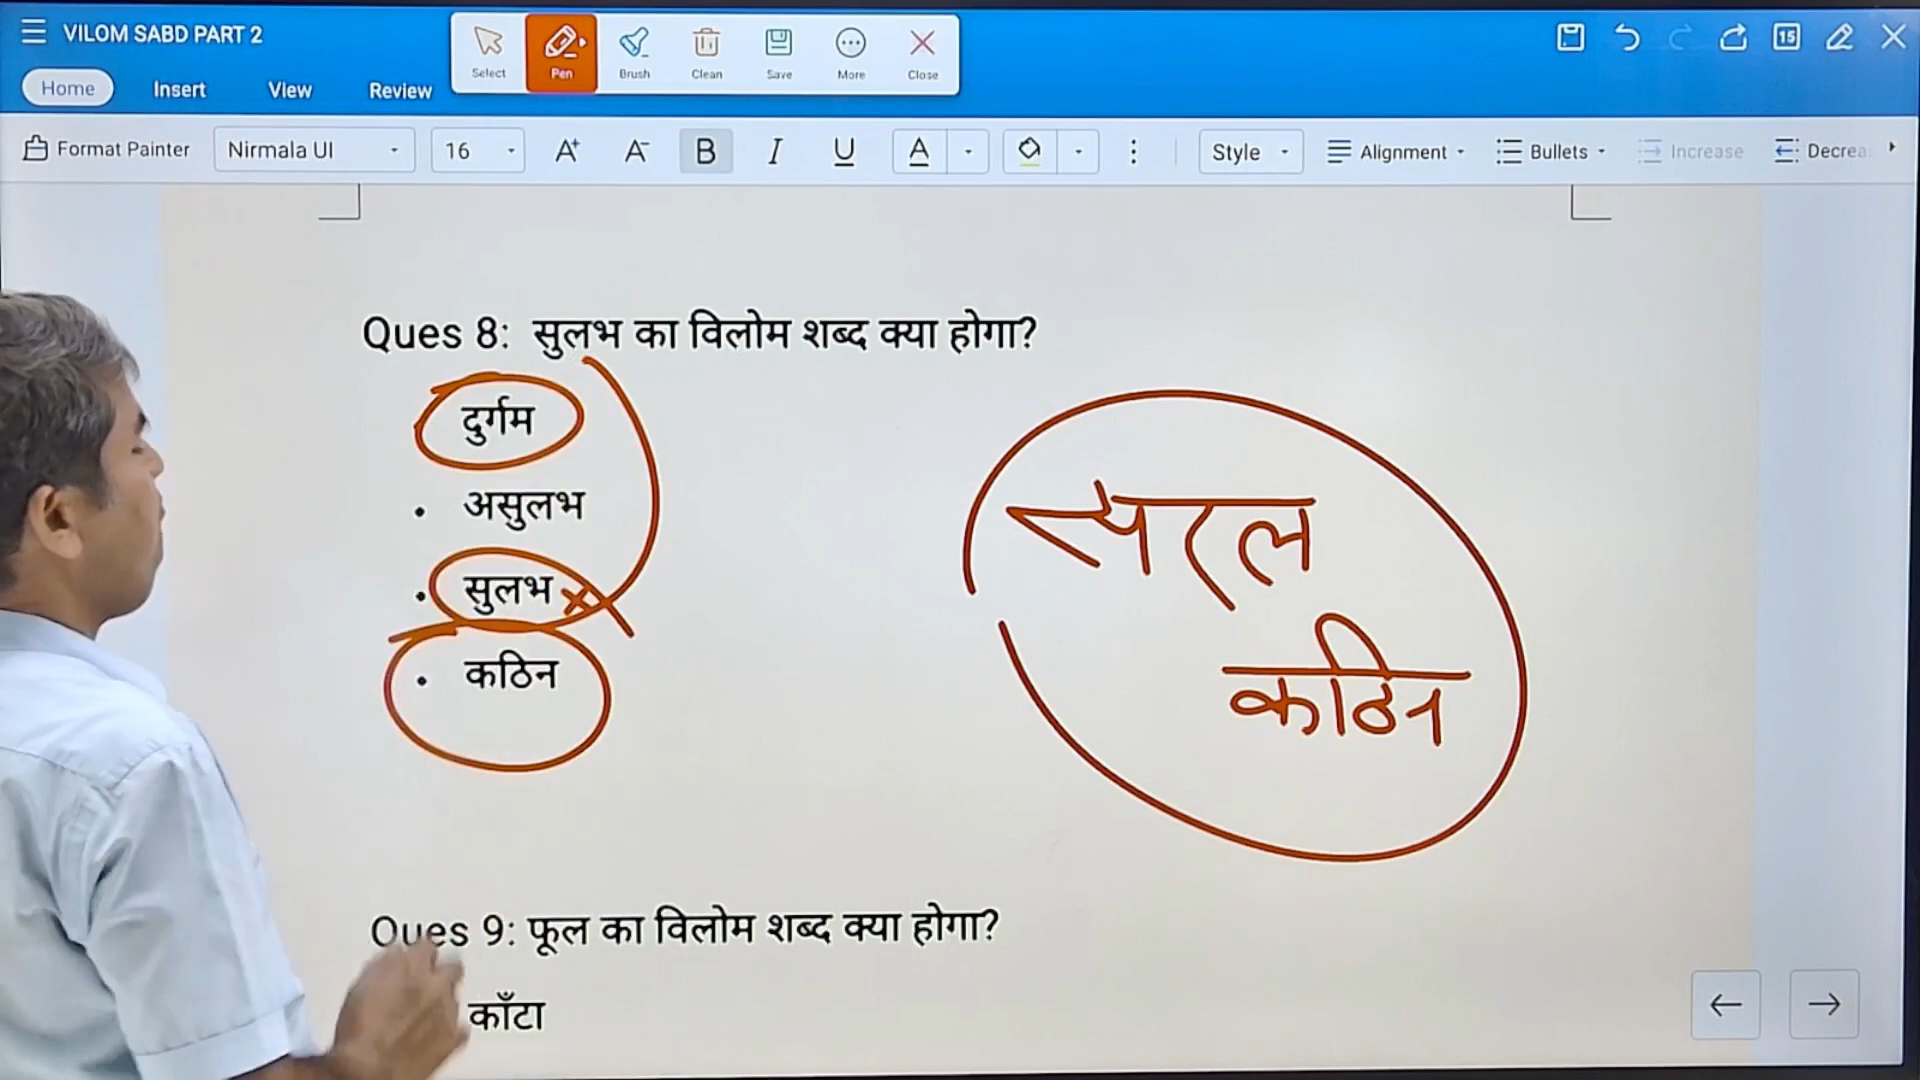 VILOM SABD PART 2
Select Pen Brush Clean Save More Close
15
Home Insert View Review
Format Painter Nirmala UI 16 A+ A- B I U A Style Alignment Bullets Increase Decrea
Ques 8: सुलभ का विलोम शब्द क्या होगा?
दुर्गम
• असुलभ
• सुलभ
• कठिन
सरल
कठिन
Ques 9: फूल का विलोम शब्द क्या होगा?
काँटा